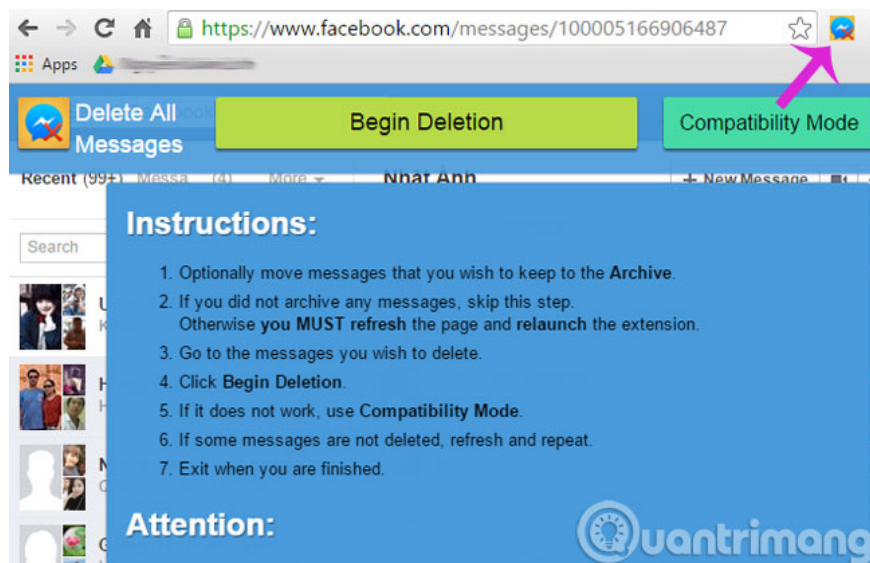 https://www.facebook.com/messages/100005166906487
Apps
Delete All
Messages
Begin Deletion
Compatibility Mode
Recent (99+) Messa (4) More
Nhat Anh
+ New Message
Search
Instructions:
1. Optionally move messages that you wish to keep to the Archive.
2. If you did not archive any messages, skip this step.
Otherwise you MUST refresh the page and relaunch the extension.
3. Go to the messages you wish to delete.
4. Click Begin Deletion.
5. If it does not work, use Compatibility Mode.
6. If some messages are not deleted, refresh and repeat.
7. Exit when you are finished.
Attention:
Quantrimang